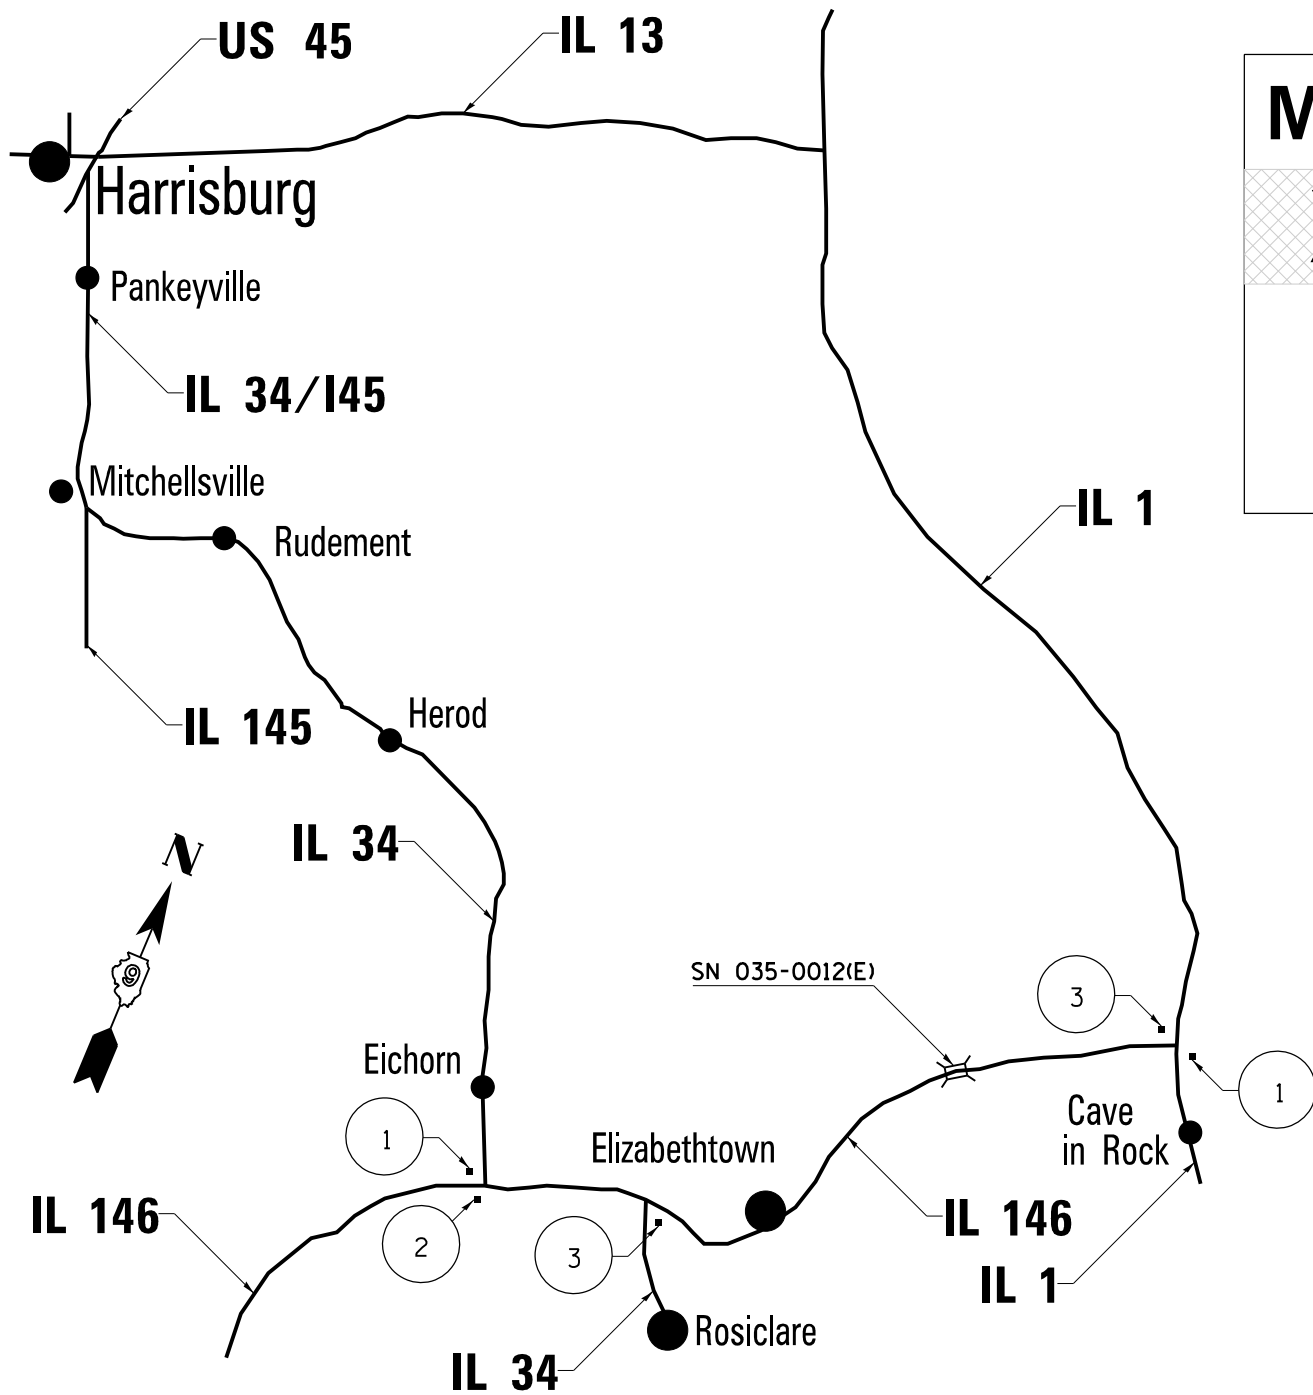 US 45
IL 13
M
Harrisburg
Pankeyville
IL 34/145
Mitchellsville
IL 1
Rudement
Herod
IL 145
IL 34
N
9
SN 035-0012(E)
3
Eichorn
1
1
Cave
in Rock
Elizabethtown
IL 146
2
3
IL 146
IL 1
Rosiclare
IL 34